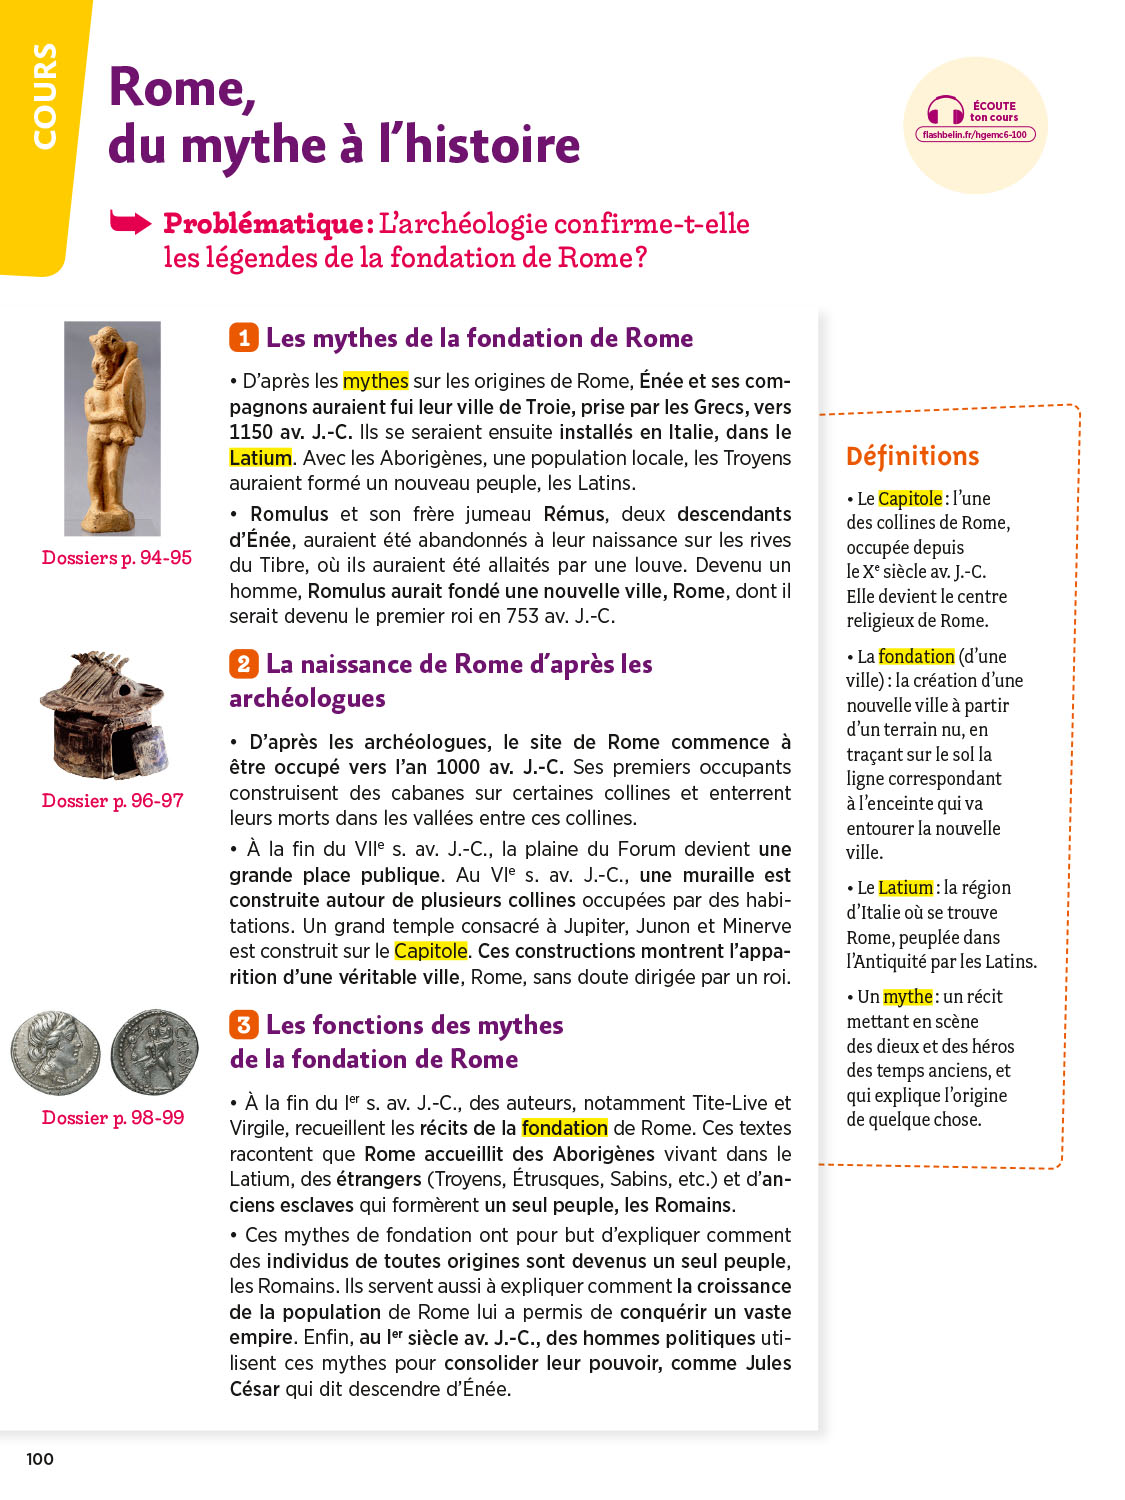 COURS
Rome,
du mythe à l'histoire
ÉCOUTE
ton cours
flashbelin.fr/hgemc6-100
Problématique : L'archéologie confirme-t-elle
les légendes de la fondation de Rome ?
1 Les mythes de la fondation de Rome
• D'après les mythes sur les origines de Rome, Énée et ses com-
pagnons auraient fui leur ville de Troie, prise par les Grecs, vers
1150 av. J.-C. Ils se seraient ensuite installés en Italie, dans le
Latium. Avec les Aborigènes, une population locale, les Troyens
auraient formé un nouveau peuple, les Latins.
• Romulus et son frère jumeau Rémus, deux descendants
d'Énée, auraient été abandonnés à leur naissance sur les rives
du Tibre, où ils auraient été allaités par une louve. Devenu un
homme, Romulus aurait fondé une nouvelle ville, Rome, dont il
serait devenu le premier roi en 753 av. J.-C.
Dossiers p. 94-95
2 La naissance de Rome d'après les
archéologues
• D'après les archéologues, le site de Rome commence à
être occupé vers l'an 1000 av. J.-C. Ses premiers occupants
construisent des cabanes sur certaines collines et enterrent
leurs morts dans les vallées entre ces collines.
• À la fin du VIIe s. av. J.-C., la plaine du Forum devient une
grande place publique. Au VIe s. av. J.-C., une muraille est
construite autour de plusieurs collines occupées par des habi-
tations. Un grand temple consacré à Jupiter, Junon et Minerve
est construit sur le Capitole. Ces constructions montrent l'appa-
rition d'une véritable ville, Rome, sans doute dirigée par un roi.
Dossier p. 96-97
3 Les fonctions des mythes
de la fondation de Rome
• À la fin du Ier s. av. J.-C., des auteurs, notamment Tite-Live et
Virgile, recueillent les récits de la fondation de Rome. Ces textes
racontent que Rome accueillit des Aborigènes vivant dans le
Latium, des étrangers (Troyens, Étrusques, Sabins, etc.) et d'an-
ciens esclaves qui formèrent un seul peuple, les Romains.
• Ces mythes de fondation ont pour but d'expliquer comment
des individus de toutes origines sont devenus un seul peuple,
les Romains. Ils servent aussi à expliquer comment la croissance
de la population de Rome lui a permis de conquérir un vaste
empire. Enfin, au Ier siècle av. J.-C., des hommes politiques uti-
lisent ces mythes pour consolider leur pouvoir, comme Jules
César qui dit descendre d'Énée.
CAESAR
Dossier p. 98-99
Définitions
• Le Capitole : l'une
des collines de Rome,
occupée depuis
le Xe siècle av. J.-C.
Elle devient le centre
religieux de Rome.
• La fondation (d'une
ville) : la création d'une
nouvelle ville à partir
d'un terrain nu, en
traçant sur le sol la
ligne correspondant
à l'enceinte qui va
entourer la nouvelle
ville.
• Le Latium : la région
d'Italie où se trouve
Rome, peuplée dans
l'Antiquité par les Latins.
• Un mythe : un récit
mettant en scène
des dieux et des héros
des temps anciens, et
qui explique l'origine
de quelque chose.
100